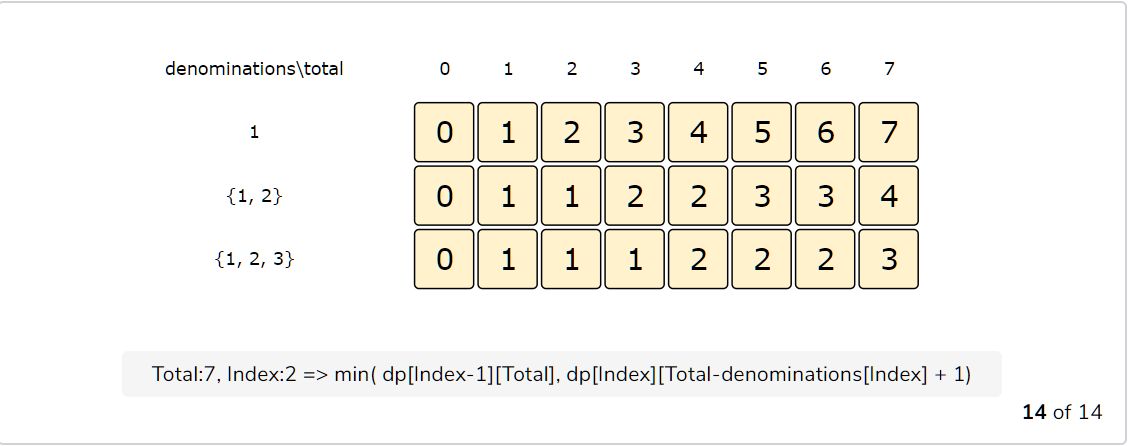 denominations\total 0 1 2 3 4 5 6 7
1 0 1 2 3 4 5 6 7
{1, 2} 0 1 1 2 2 3 3 4
{1, 2, 3} 0 1 1 1 2 2 2 3
Total:7, Index:2 => min( dp[Index-1][Total], dp[Index][Total-denominations[Index] + 1)
14 of 14